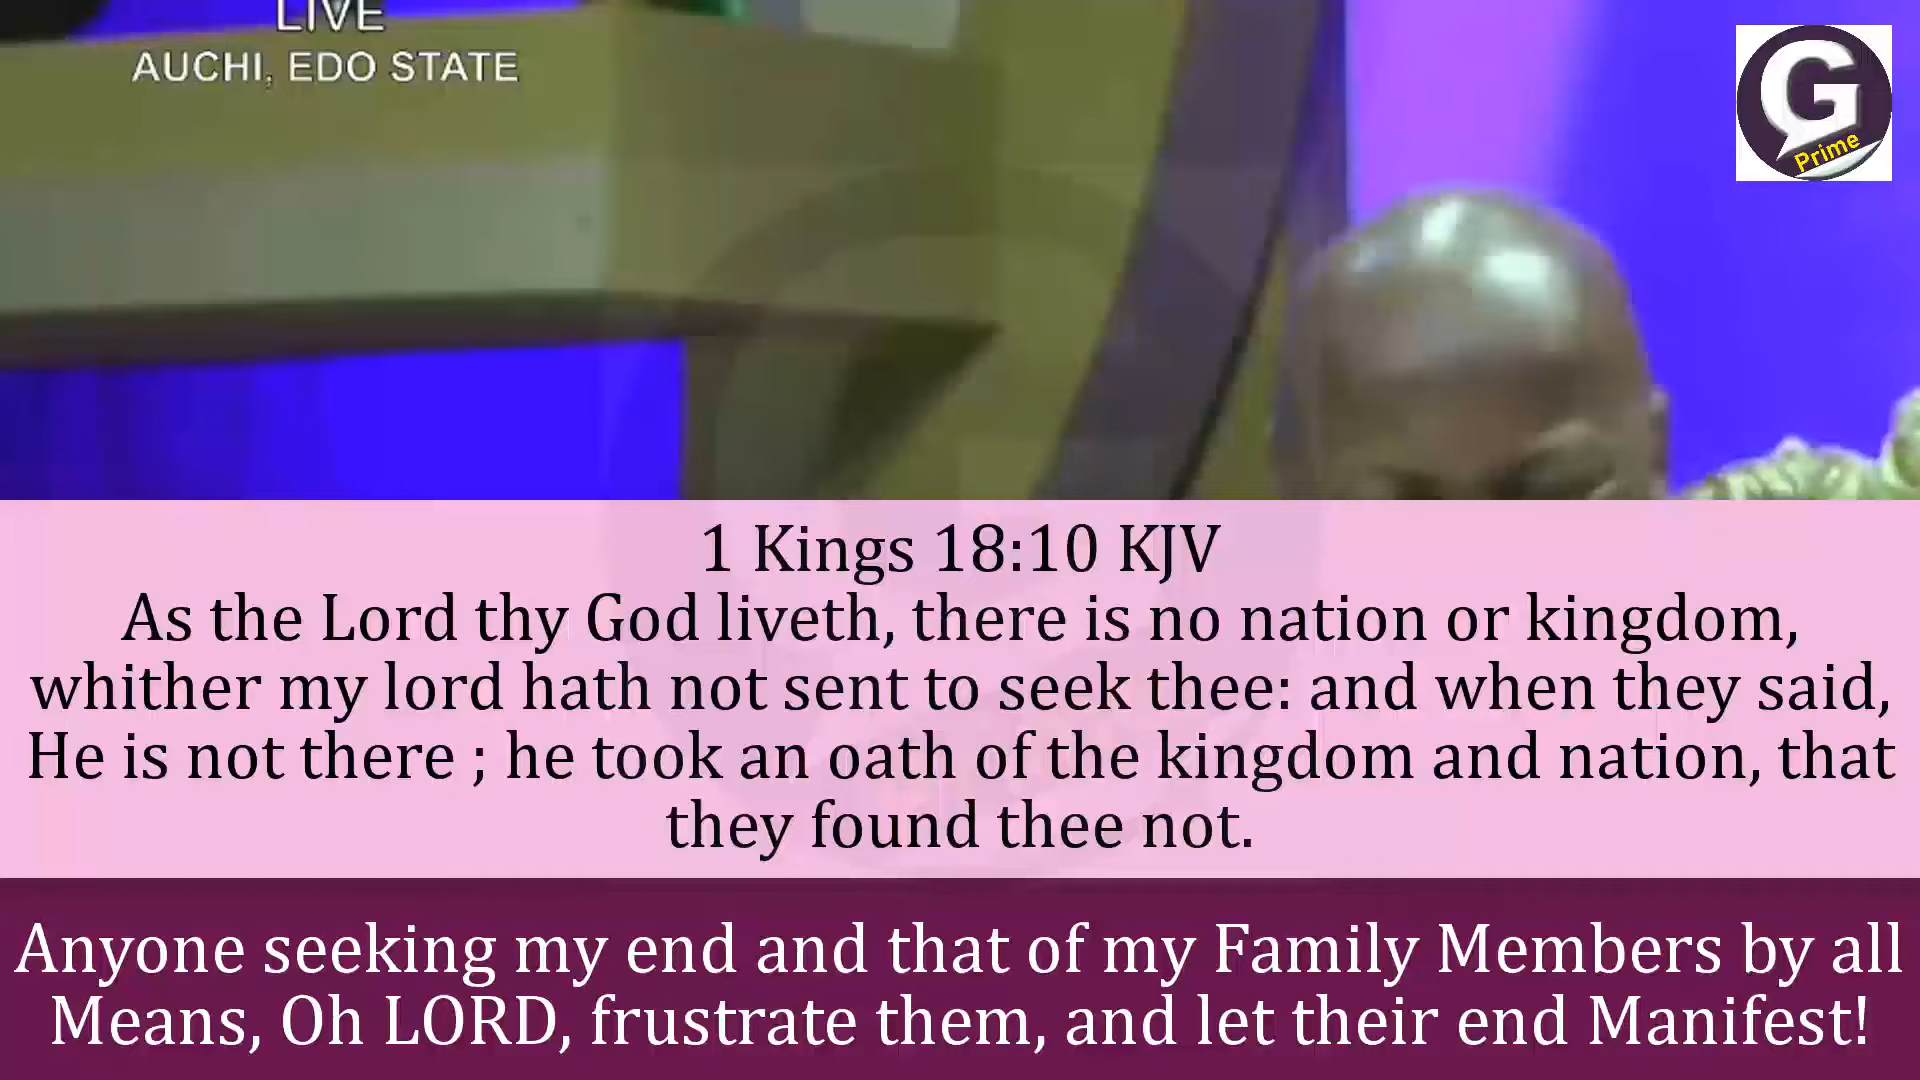 LIVE
AUCHI, EDO STATE
G
Prime
1 Kings 18:10 KJV
As the Lord thy God liveth, there is no nation or kingdom,
whither my lord hath not sent to seek thee: and when they said,
He is not there ; he took an oath of the kingdom and nation, that
they found thee not.
Anyone seeking my end and that of my Family Members by all
Means, Oh LORD, frustrate them, and let their end Manifest!